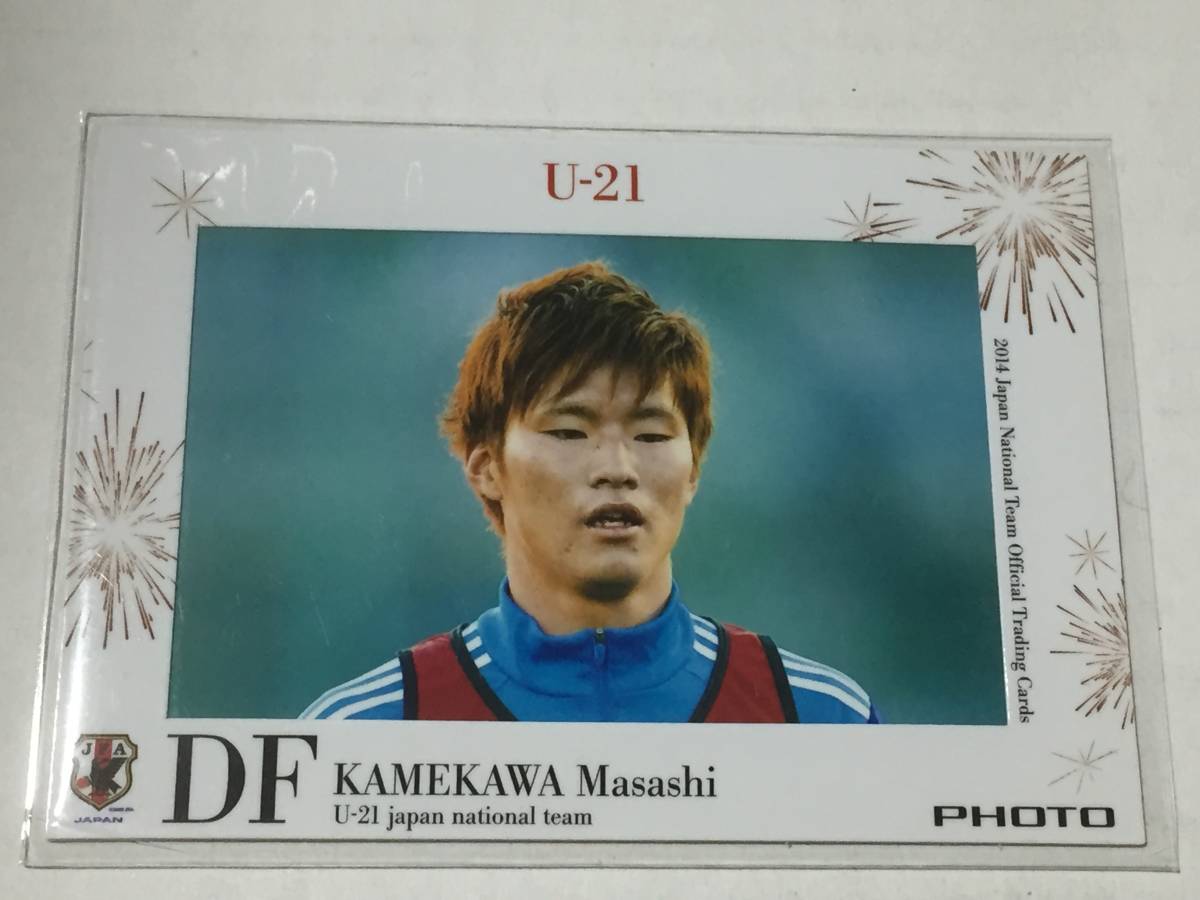 U-21
2014 Japan National Team Official Trading Cards
JFA
JAPAN
DF
KAMEKAWA Masashi
U-21 japan national team
PHOTO